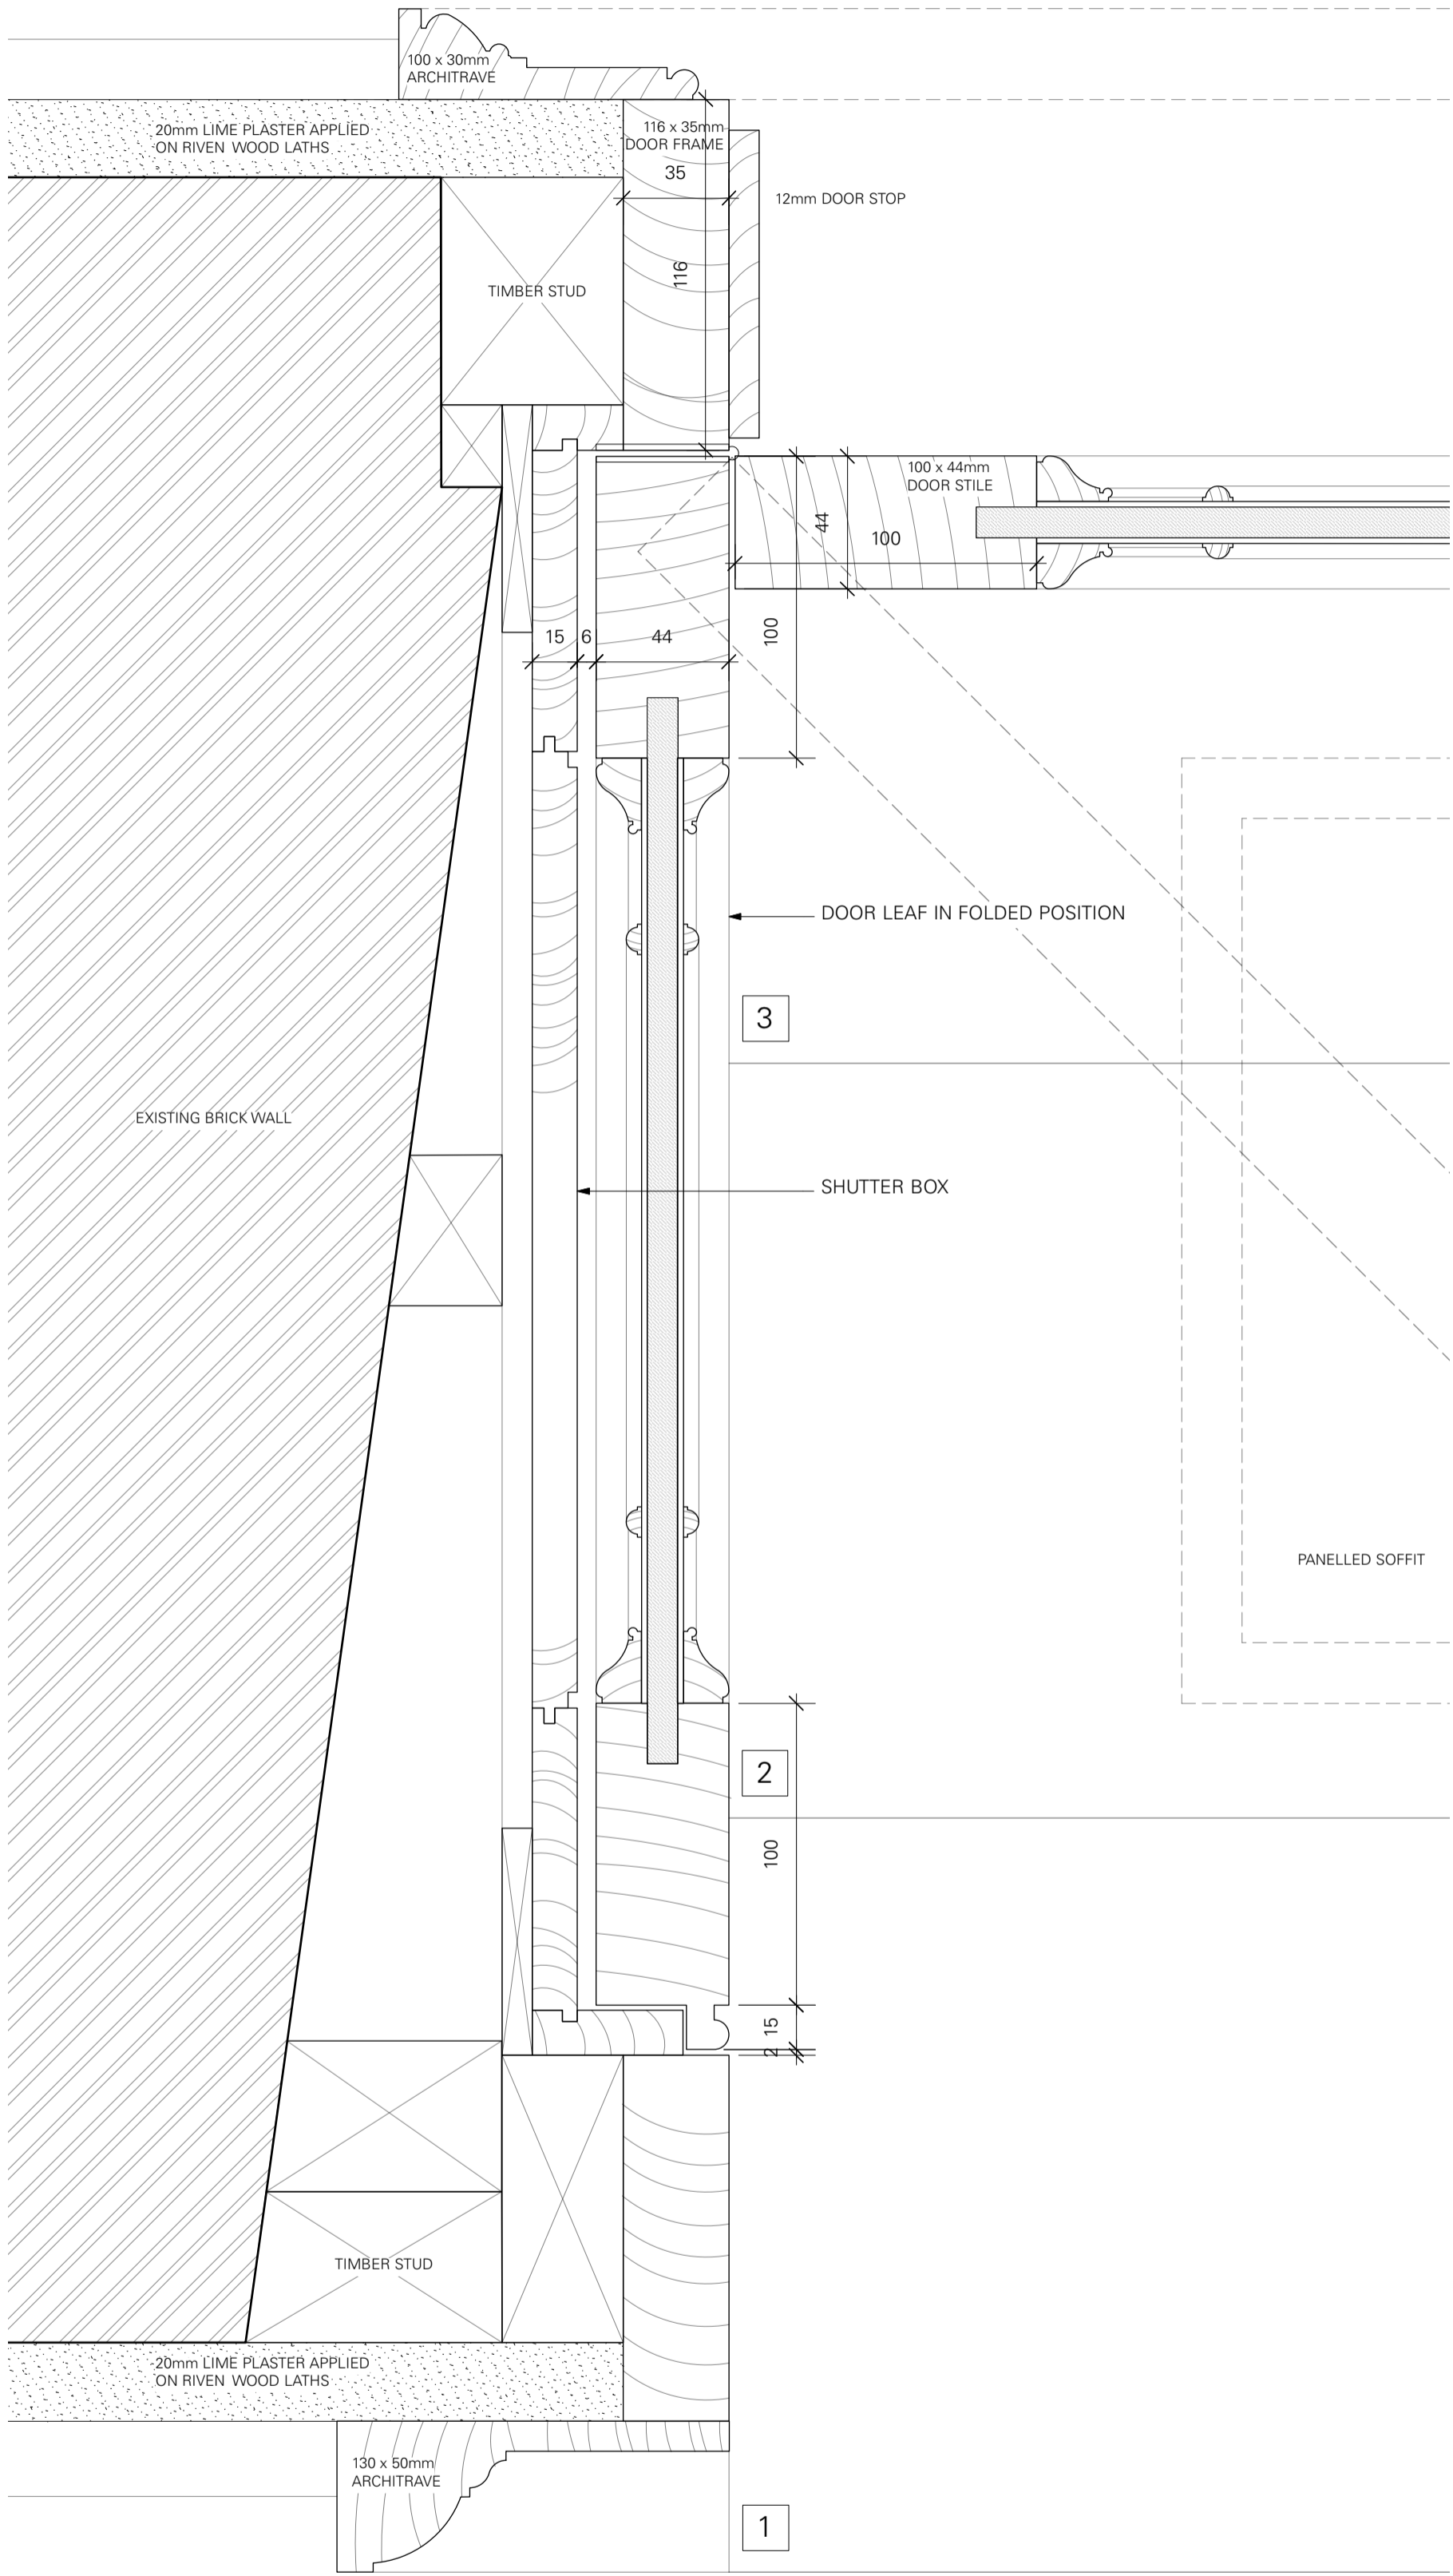 100 x 30mm
ARCHITRAVE
20mm LIME PLASTER APPLIED
ON RIVEN WOOD LATHS
116 x 35mm
DOOR FRAME
35
12mm DOOR STOP
116
TIMBER STUD
100 x 44mm
DOOR STILE
44
100
15 6 44
100
DOOR LEAF IN FOLDED POSITION
3
EXISTING BRICK WALL
SHUTTER BOX
PANELLED SOFFIT
2
100
15
2
TIMBER STUD
20mm LIME PLASTER APPLIED
ON RIVEN WOOD LATHS
130 x 50mm
ARCHITRAVE
1